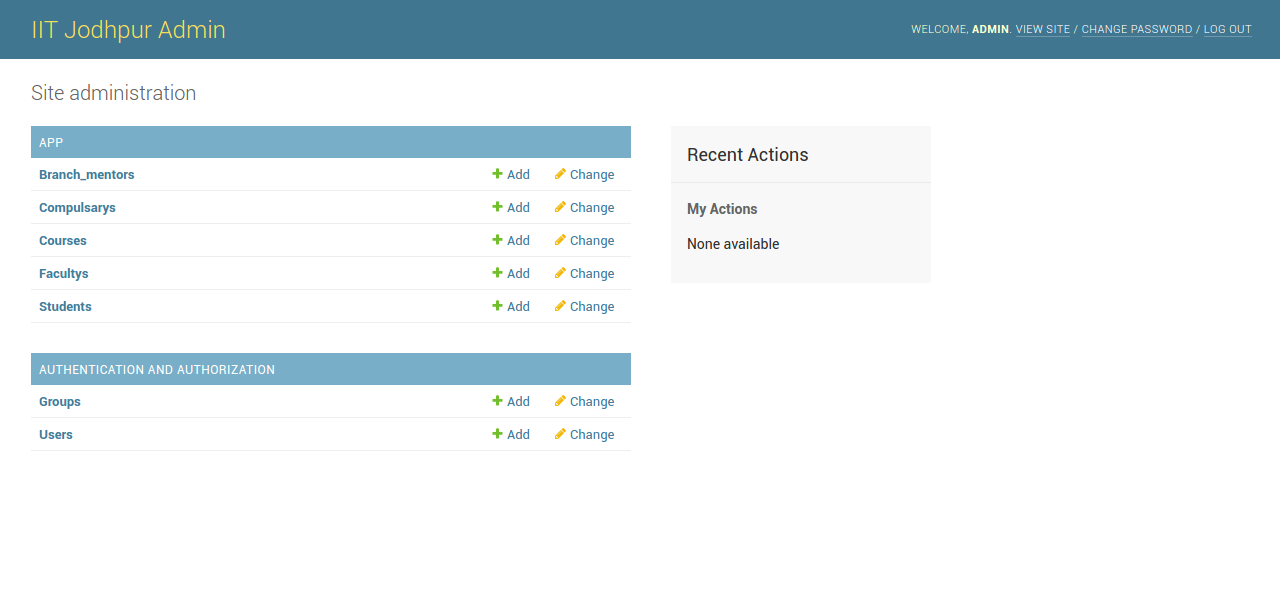 IIT Jodhpur Admin
WELCOME, ADMIN. VIEW SITE / CHANGE PASSWORD / LOG OUT
Site administration
APP
Branch_mentors Add Change
Compulsarys Add Change
Courses Add Change
Facultys Add Change
Students Add Change
AUTHENTICATION AND AUTHORIZATION
Groups Add Change
Users Add Change
Recent Actions
My Actions
None available